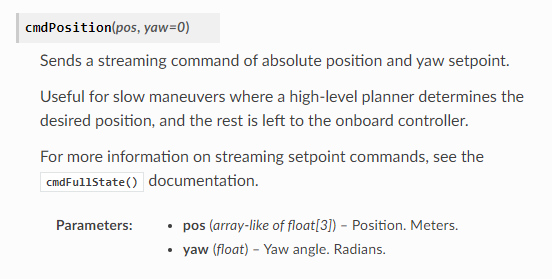 cmdPosition(pos, yaw=0)
Sends a streaming command of absolute position and yaw setpoint.
Useful for slow maneuvers where a high-level planner determines the
desired position, and the rest is left to the onboard controller.
For more information on streaming setpoint commands, see the
cmdFullState() documentation.
Parameters:
• pos (array-like of float[3]) – Position. Meters.
• yaw (float) – Yaw angle. Radians.